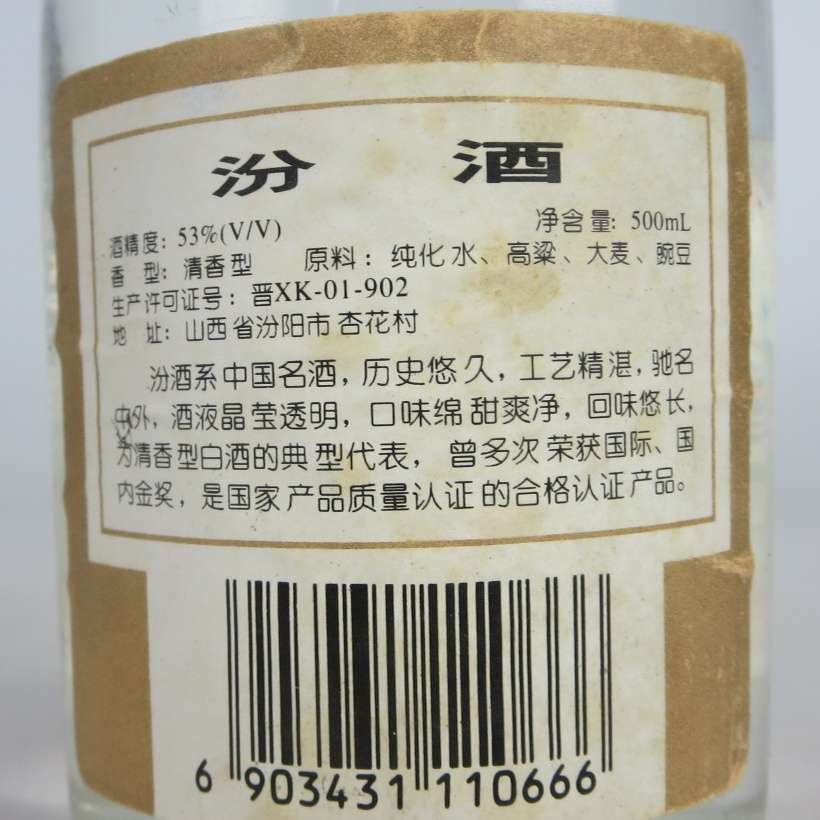 汾 酒
酒精度: 53%(V/V) 净含量: 500mL
香 型: 清香型 原料: 纯化水、高粱、大麦、豌豆
生产许可证号: 晋XK-01-902
地 址: 山西省汾阳市杏花村
汾酒系中国名酒, 历史悠久, 工艺精湛, 驰名
中外, 酒液晶莹透明, 口味绵甜爽净, 回味悠长,
为清香型白酒的典型代表, 曾多次荣获国际、国
内金奖, 是国家产品质量认证的合格认证产品。
6 903431 110666